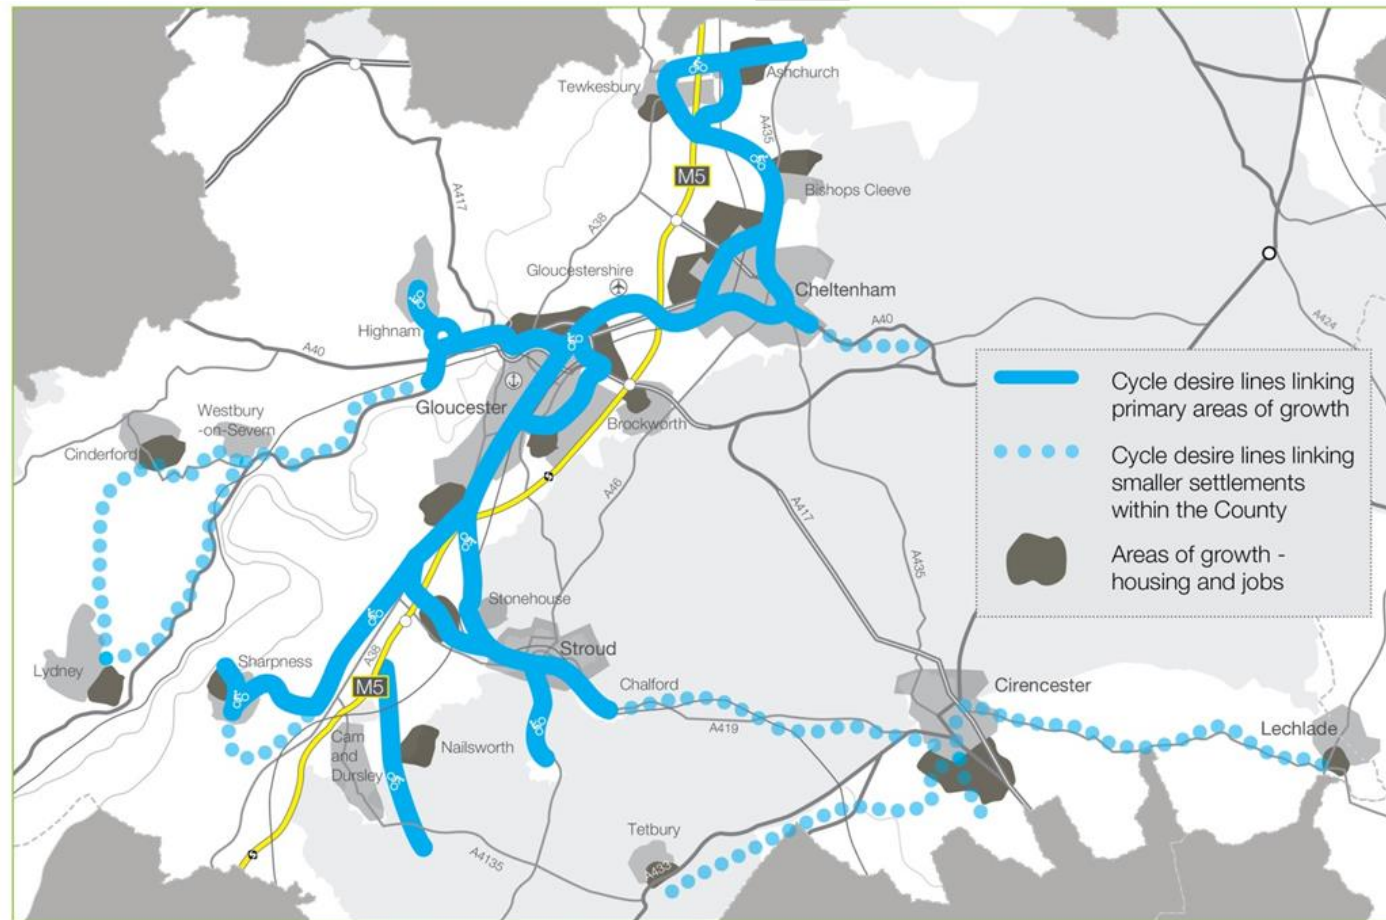 Tewkesbury
Ashchurch
A435
M5
Bishops Cleeve
A417
A38
Gloucestershire
Cheltenham
A40
A424
Highnam
A40
Gloucester
Brockworth
Westbury
-on-Severn
Cinderford
A46
A417
A435
Stonehouse
Stroud
Lydney
Sharpness
A38
M5
Chalford
A419
Cirencester
Lechlade
Nailsworth
Cam
and
Dursley
Tetbury
A433
A4135
Cycle desire lines linking
primary areas of growth
Cycle desire lines linking
smaller settlements
within the County
Areas of growth -
housing and jobs